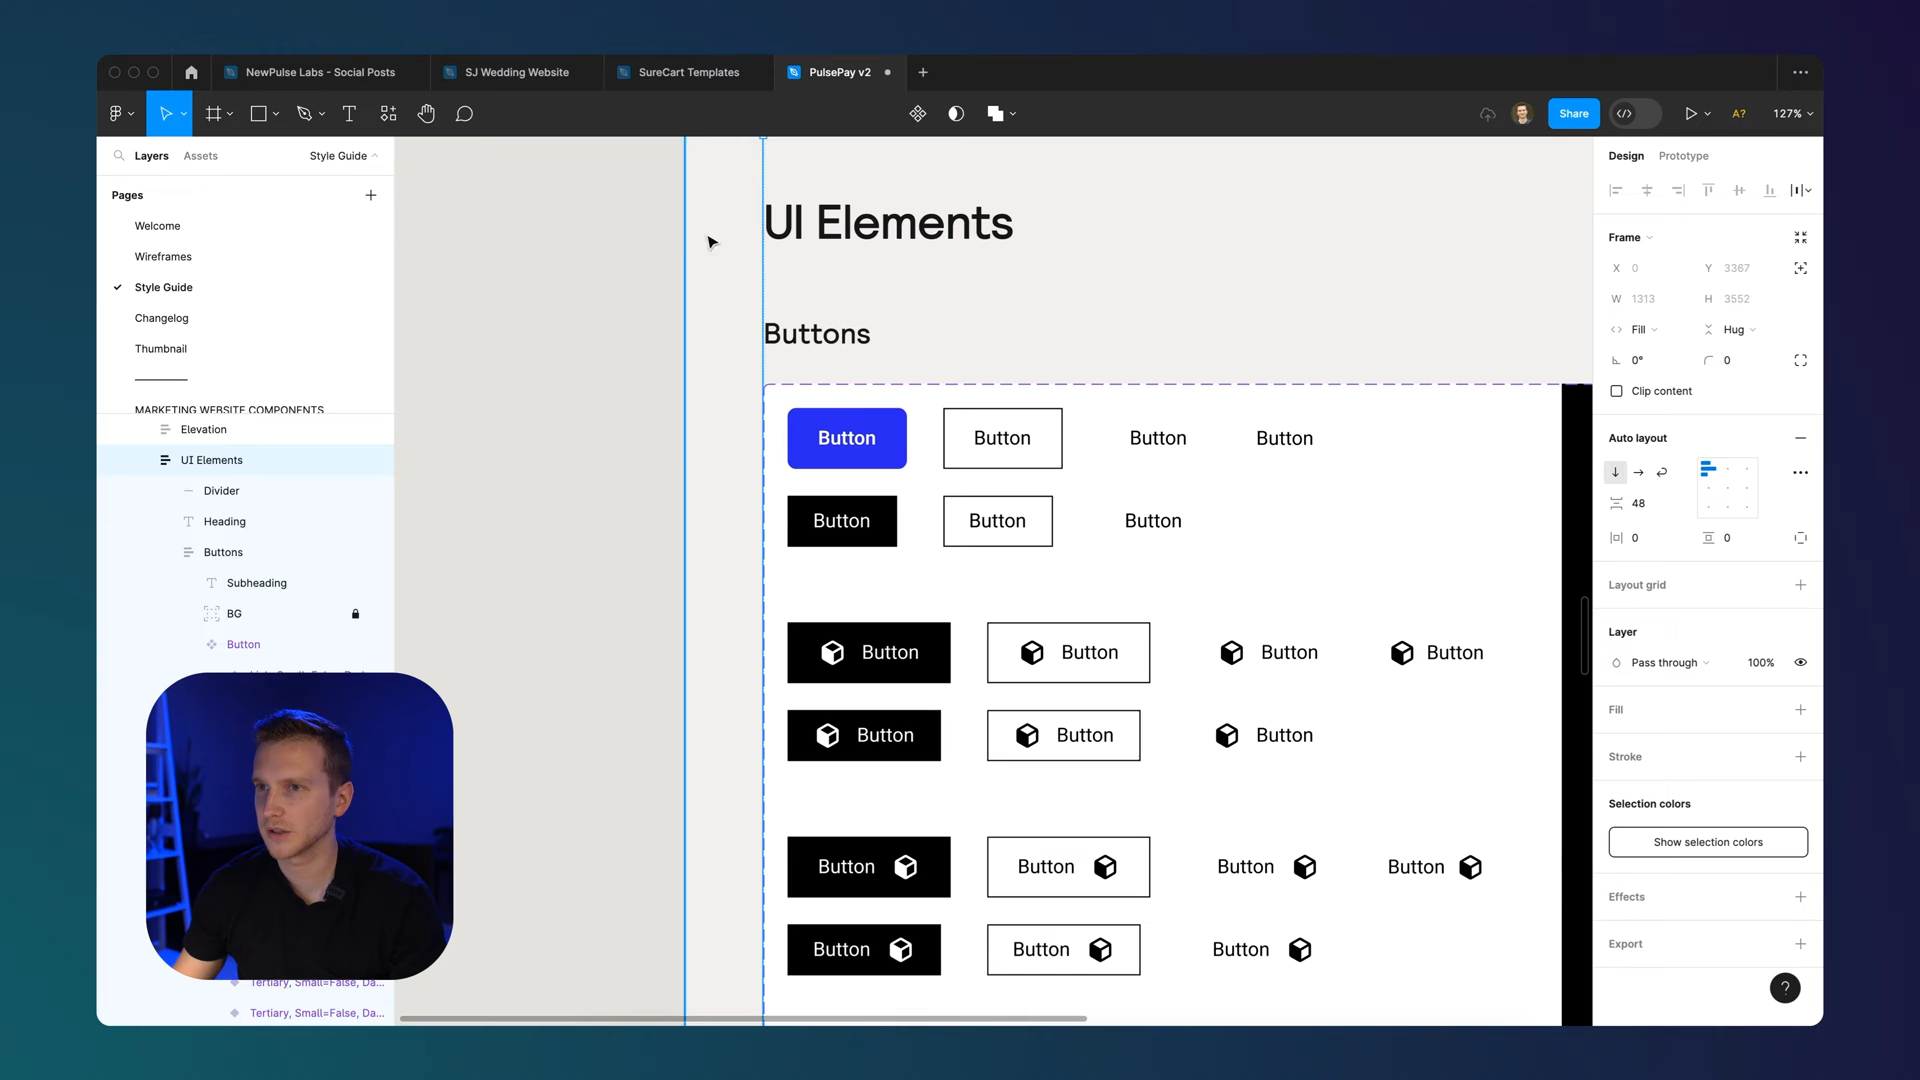 NewPulse Labs - Social Posts
SJ Wedding Website
SureCart Templates
PulsePay v2
Share
A?
127%
Layers
Assets
Style Guide
Pages
Welcome
Wireframes
Style Guide
Changelog
Thumbnail
MARKETING WEBSITE COMPONENTS
Elevation
UI Elements
Divider
Heading
Buttons
Subheading
BG
Button
Tertiary, Small=False, Da...
Tertiary, Small=False, Da...
UI Elements
Buttons
Button Button Button Button
Button Button Button
Button Button Button Button
Button Button Button
Button Button Button Button
Button Button Button
Design
Prototype
Frame
X 0 Y 3367
W 1313 H 3552
Fill Hug
0° 0
Clip content
Auto layout
48
0 0
Layout grid
Layer
Pass through 100%
Fill
Stroke
Selection colors
Show selection colors
Effects
Export
?